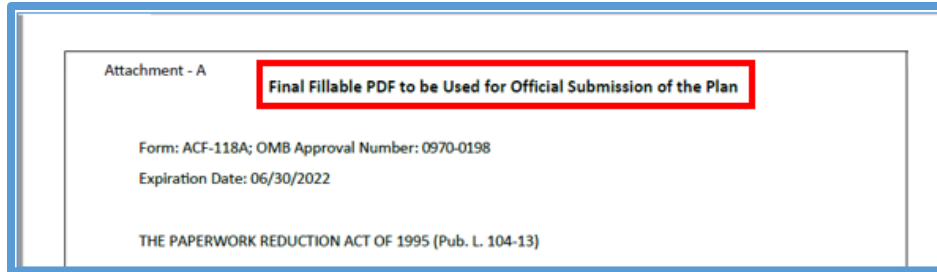 Attachment - A
Final Fillable PDF to be Used for Official Submission of the Plan
Form: ACF-118A; OMB Approval Number: 0970-0198
Expiration Date: 06/30/2022
THE PAPERWORK REDUCTION ACT OF 1995 (Pub. L. 104-13)